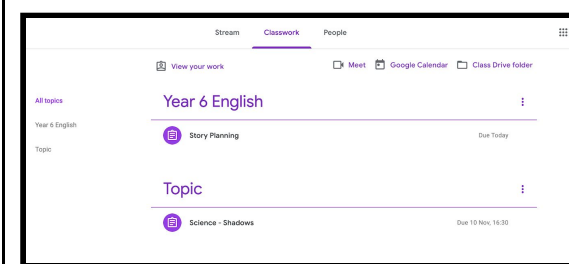 Stream Classwork People
View your work Meet Google Calendar Class Drive folder
All topics
Year 6 English
Topic
Year 6 English
Story Planning Due Today
Topic
Science - Shadows Due 10 Nov, 16:30